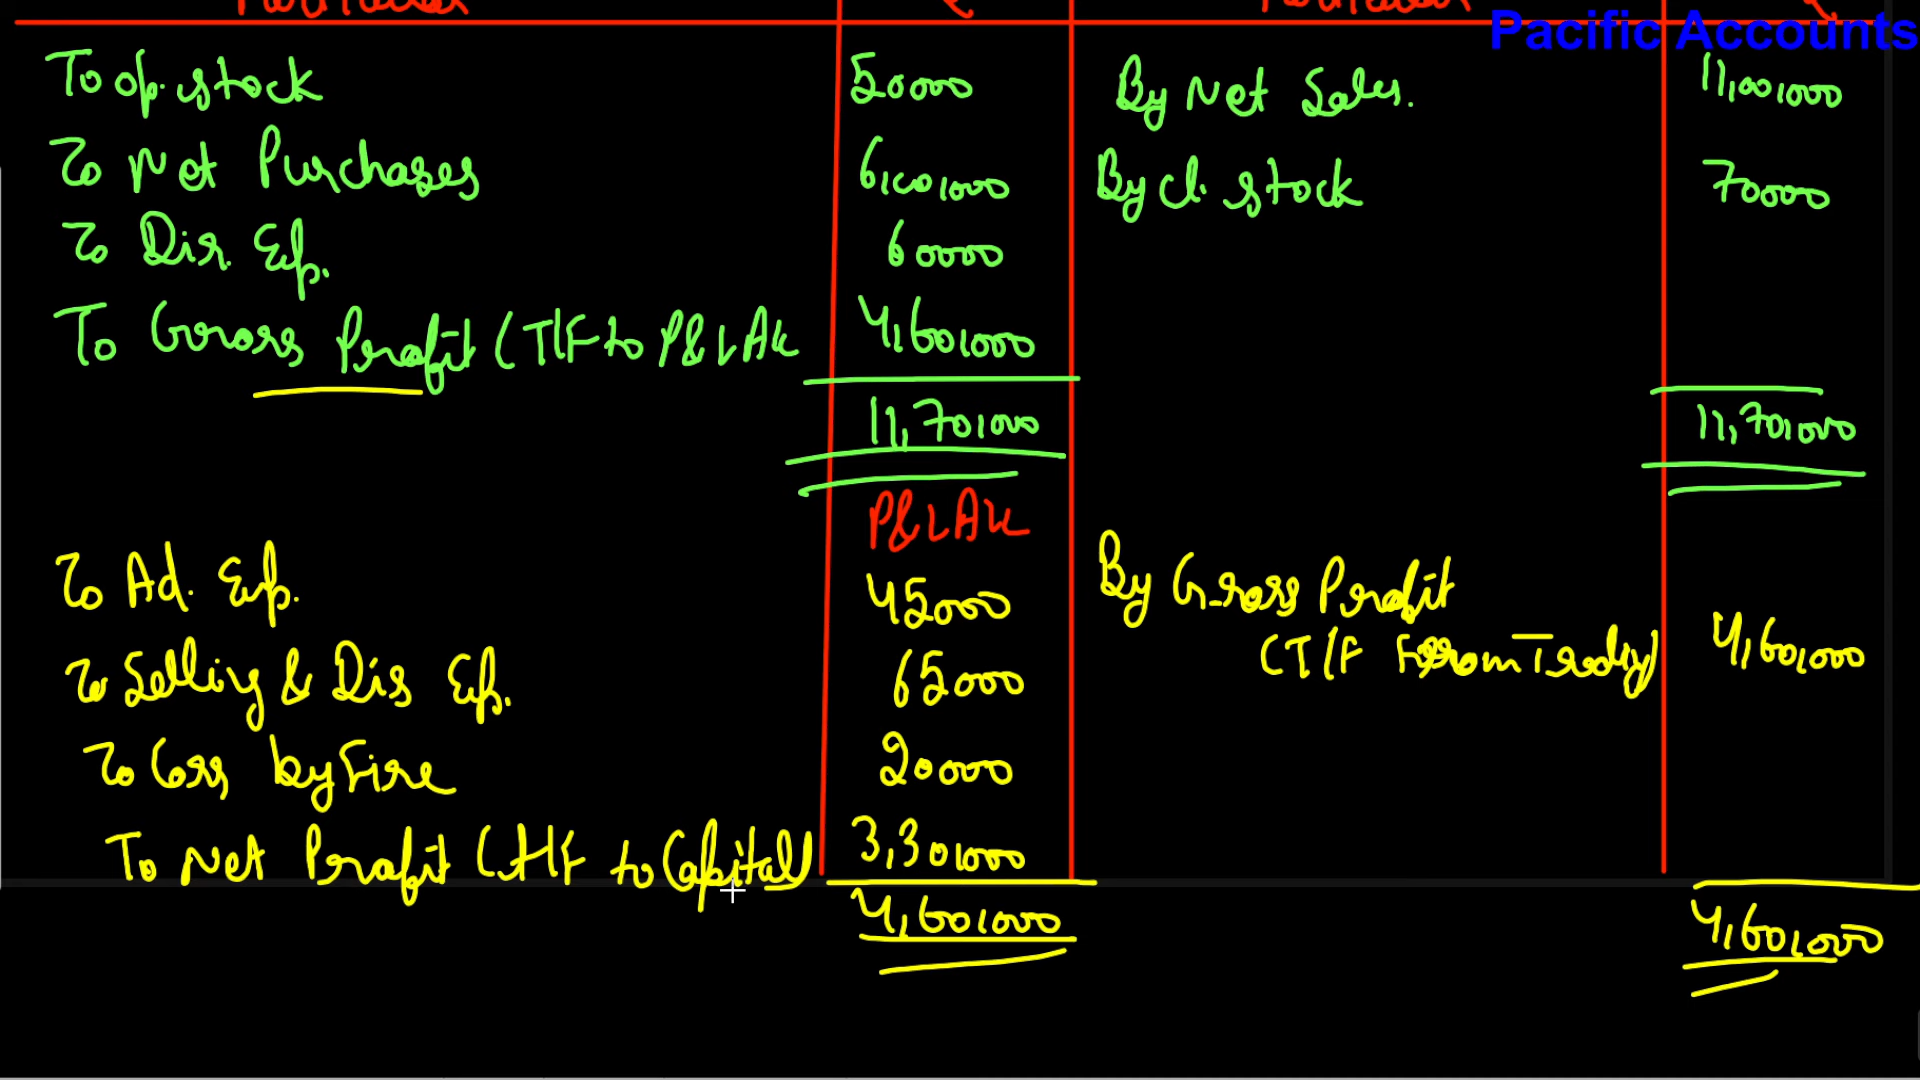 Particular ₹ Particular ₹
Pacific Accounts
To op. stock 50000 By Net Sales. 11,00,000
To Net Purchases 6,00,000 By cl. stock 70000
To Dir. Exp. 60000
To Gross Profit (T/F to P&L A/c 4,60,000
11,70,000 11,70,000
P&L A/c
To Ad. Exp. 45000 By Gross Profit
(T/F From Trading) 4,60,000
To Selling & Dis Exp. 65000
To Loss by Fire 20000
To Net Profit (T/F to Capital) 3,30,000
4,60,000 4,60,000